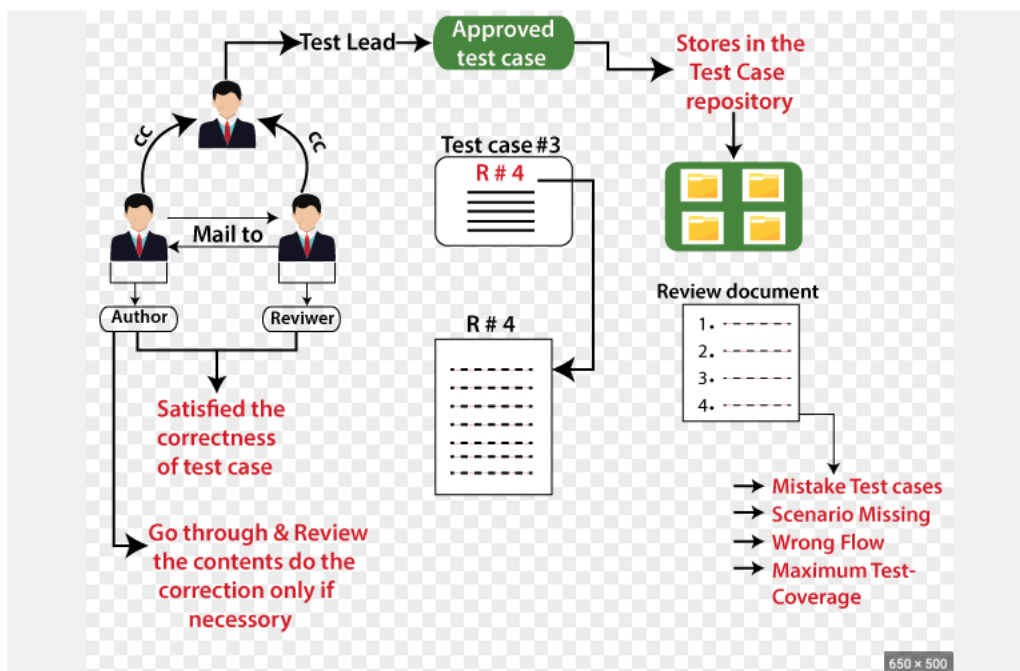 Test Lead
Approved
test case
Stores in the
Test Case
repository
cc
cc
Mail to
Author
Reviwer
Satisfied the
correctness
of test case
Go through & Review
the contents do the
correction only if
necessary
Test case #3
R # 4
R # 4
Review document
1.
2.
3.
4.
Mistake Test cases
Scenario Missing
Wrong Flow
Maximum Test-
Coverage
650 × 500